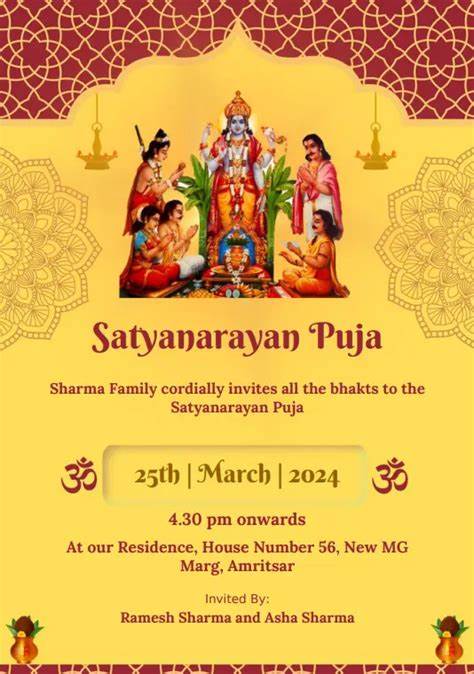 Satyanarayan Puja
Sharma Family cordially invites all the bhakts to the
Satyanarayan Puja
ॐ 25th | March | 2024 ॐ
4.30 pm onwards
At our Residence, House Number 56, New MG
Marg, Amritsar
Invited By:
Ramesh Sharma and Asha Sharma